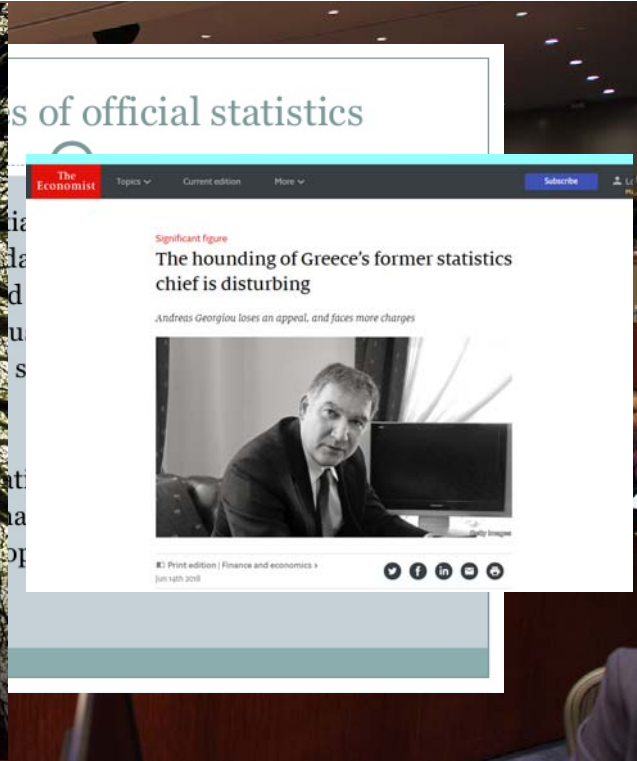 s of official statistics
The
Economist
Topics
Current edition
More
Subscribe
Significant figure
The hounding of Greece's former statistics
chief is disturbing
Andreas Georgiou loses an appeal, and faces more charges
Getty Images
Print edition | Finance and economics
Jun 14th 2018